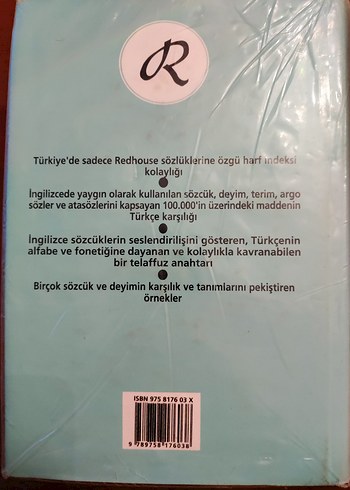 R
Türkiye'de sadece Redhouse sözlüklerine özgü harf indeksi
kolaylığı
İngilizcede yaygın olarak kullanılan sözcük, deyim, terim, argo
sözler ve atasözlerini kapsayan 100.000'in üzerindeki maddenin
Türkçe karşılığı
İngilizce sözcüklerin seslendirilişini gösteren, Türkçenin
alfabe ve fonetiğine dayanan ve kolaylıkla kavranabilen
bir telaffuz anahtarı
Birçok sözcük ve deyimin karşılık ve tanımlarını pekiştiren
örnekler
ISBN 975 8176 03 X
9 789758 176038